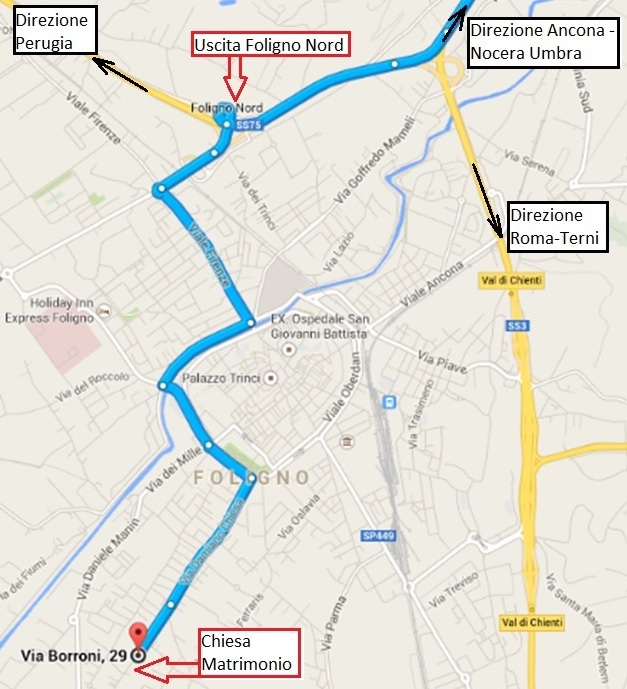 Direzione
Perugia
Uscita Foligno Nord
Direzione Ancona -
Nocera Umbra
Viale Firenze
Foligno Nord
SS75
Via Goffredo Mameli
Via Serena
Via dei Trinci
Direzione
Roma-Terni
Viale Firenze
Via Lazio
Viale Ancona
Val di Chienti
Holiday Inn
Express Foligno
EX. Ospedale San
Giovanni Battista
SS3
Via Piave
Via del Roccolo
Palazzo Trinci
Viale Oberdan
Via Trasimeno
Via dei Mille
FOLIGNO
Via Daniele Manin
Via Oslavia
SP449
Via dei Fiumi
Via Treviso
Via Santa Maria di Betlem
Ferraris
Via Parma
Val di Chienti
Via Borroni, 29
Chiesa
Matrimonio